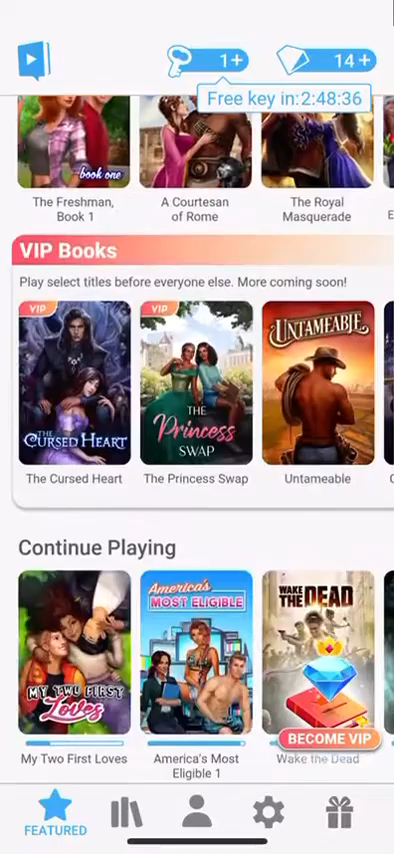 1+
14+
Free key in:2:48:36
book one
The Freshman,
Book 1
A Courtesan
of Rome
The Royal
Masquerade
E
VIP Books
Play select titles before everyone else. More coming soon!
VIP
VIP
THE
CURSED HEART
THE
Princess
SWAP
UNTAMEABLE
The Cursed Heart
The Princess Swap
Untameable
Continue Playing
MY TWO FIRST
Loves
America's
MOST ELIGIBLE
WAKE
THE DEAD
BECOME VIP
My Two First Loves
America's Most
Eligible 1
Wake the Dead
FEATURED